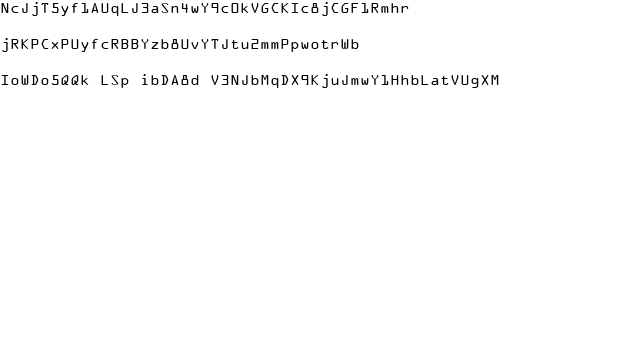 NcJjT5yf1AUqLJ3aSn4wY9cOkVGCKIc8jCGF1Rmhr
jRKPCxPUyfcRBBYzb8UvYTJtu2mmPpwotrWb
IoWDo5QQk LSp ibDA8d V3NJbMqDX9KjuJmwY1HhbLatVUgXM